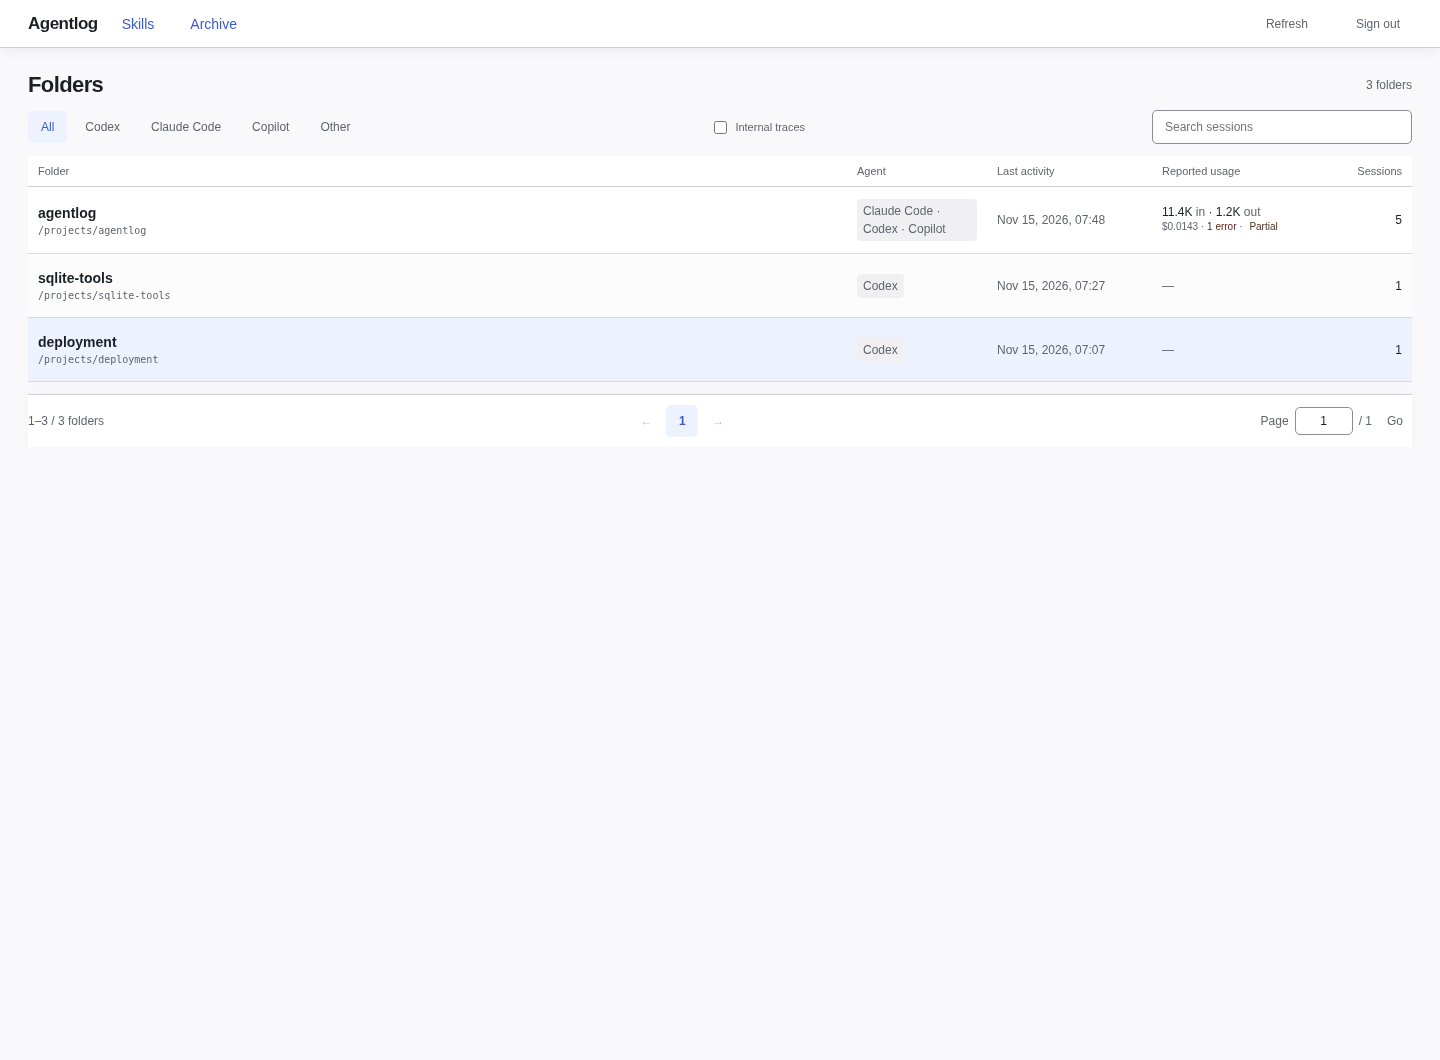 Agentlog Skills Archive Refresh Sign out
Folders 3 folders
All Codex Claude Code Copilot Other Internal traces Search sessions
Folder Agent Last activity Reported usage Sessions
agentlog
/projects/agentlog
Claude Code ·
Codex · Copilot
Nov 15, 2026, 07:48
11.4K in · 1.2K out
$0.0143 · 1 error · Partial
5
sqlite-tools
/projects/sqlite-tools
Codex
Nov 15, 2026, 07:27
—
1
deployment
/projects/deployment
Codex
Nov 15, 2026, 07:07
—
1
1–3 / 3 folders ← 1 → Page 1 / 1 Go